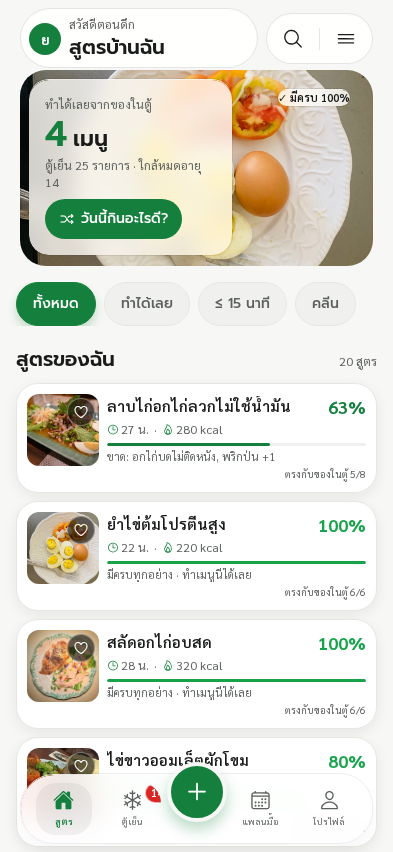 ย
สวัสดีตอนดึก
สูตรบ้านฉัน
ทำได้เลยจากของในตู้
4 เมนู
ตู้เย็น 25 รายการ · ใกล้หมดอายุ
14
วันนี้กินอะไรดี?
✓ มีครบ 100%
ทั้งหมด
ทำได้เลย
≤ 15 นาที
คลีน
สูตรของฉัน
20 สูตร
ลาบไก่อกไก่ลวกไม่ใช้น้ำมัน
63%
27 น. · 280 kcal
ขาด: อกไก่บดไม่ติดหนัง, พริกป่น +1
ตรงกับของในตู้ 5/8
ยำไข่ต้มโปรตีนสูง
100%
22 น. · 220 kcal
มีครบทุกอย่าง · ทำเมนูนี้ได้เลย
ตรงกับของในตู้ 6/6
สลัดอกไก่อบสด
100%
28 น. · 320 kcal
มีครบทุกอย่าง · ทำเมนูนี้ได้เลย
ตรงกับของในตู้ 6/6
ไข่ขาวออมเล็ตผักโขม
80%
สูตร
ตู้เย็น
แพลนมื้อ
โปรไฟล์